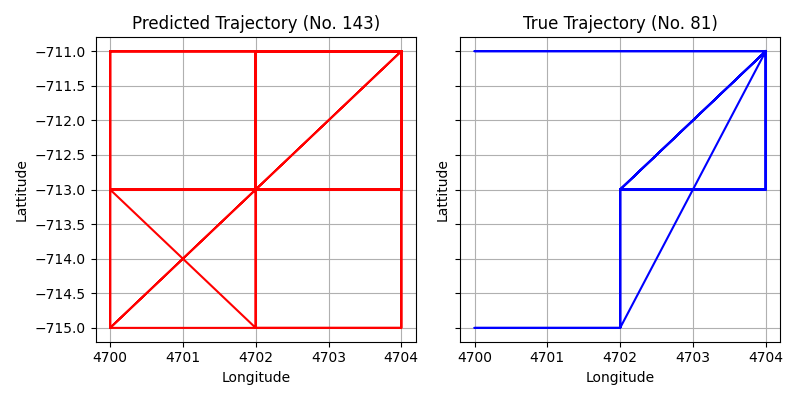 Predicted Trajectory (No. 143)
True Trajectory (No. 81)
−711.0
−711.5
−712.0
−712.5
−713.0
−713.5
−714.0
−714.5
−715.0
Lattitude
Lattitude
4700 4701 4702 4703 4704
4700 4701 4702 4703 4704
Longitude
Longitude